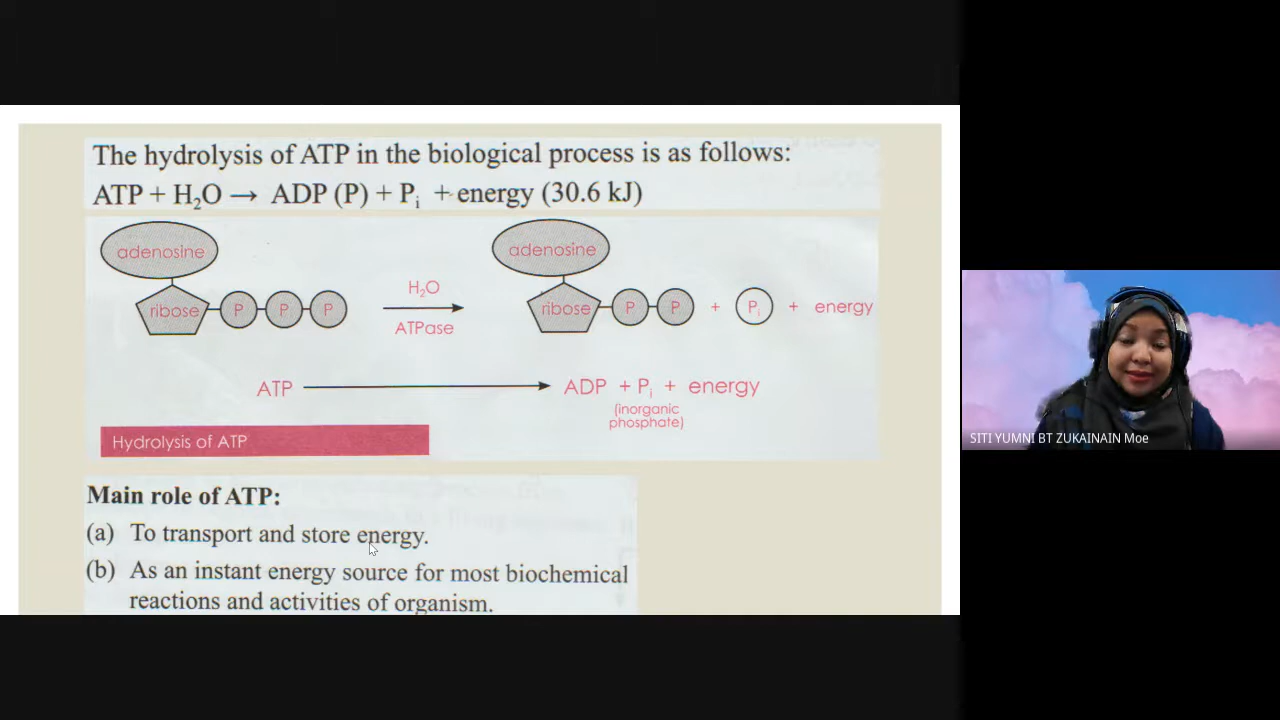 The hydrolysis of ATP in the biological process is as follows:
ATP + H₂O → ADP (P) + Pᵢ + energy (30.6 kJ)
adenosine
adenosine
H₂O
ribose P P P
ribose P P + Pᵢ + energy
ATPase
ATP ADP + Pᵢ + energy
(inorganic
phosphate)
Hydrolysis of ATP
SITI YUMNI BT ZUKAINAIN Moe
Main role of ATP:
(a) To transport and store energy.
(b) As an instant energy source for most biochemical
reactions and activities of organism.